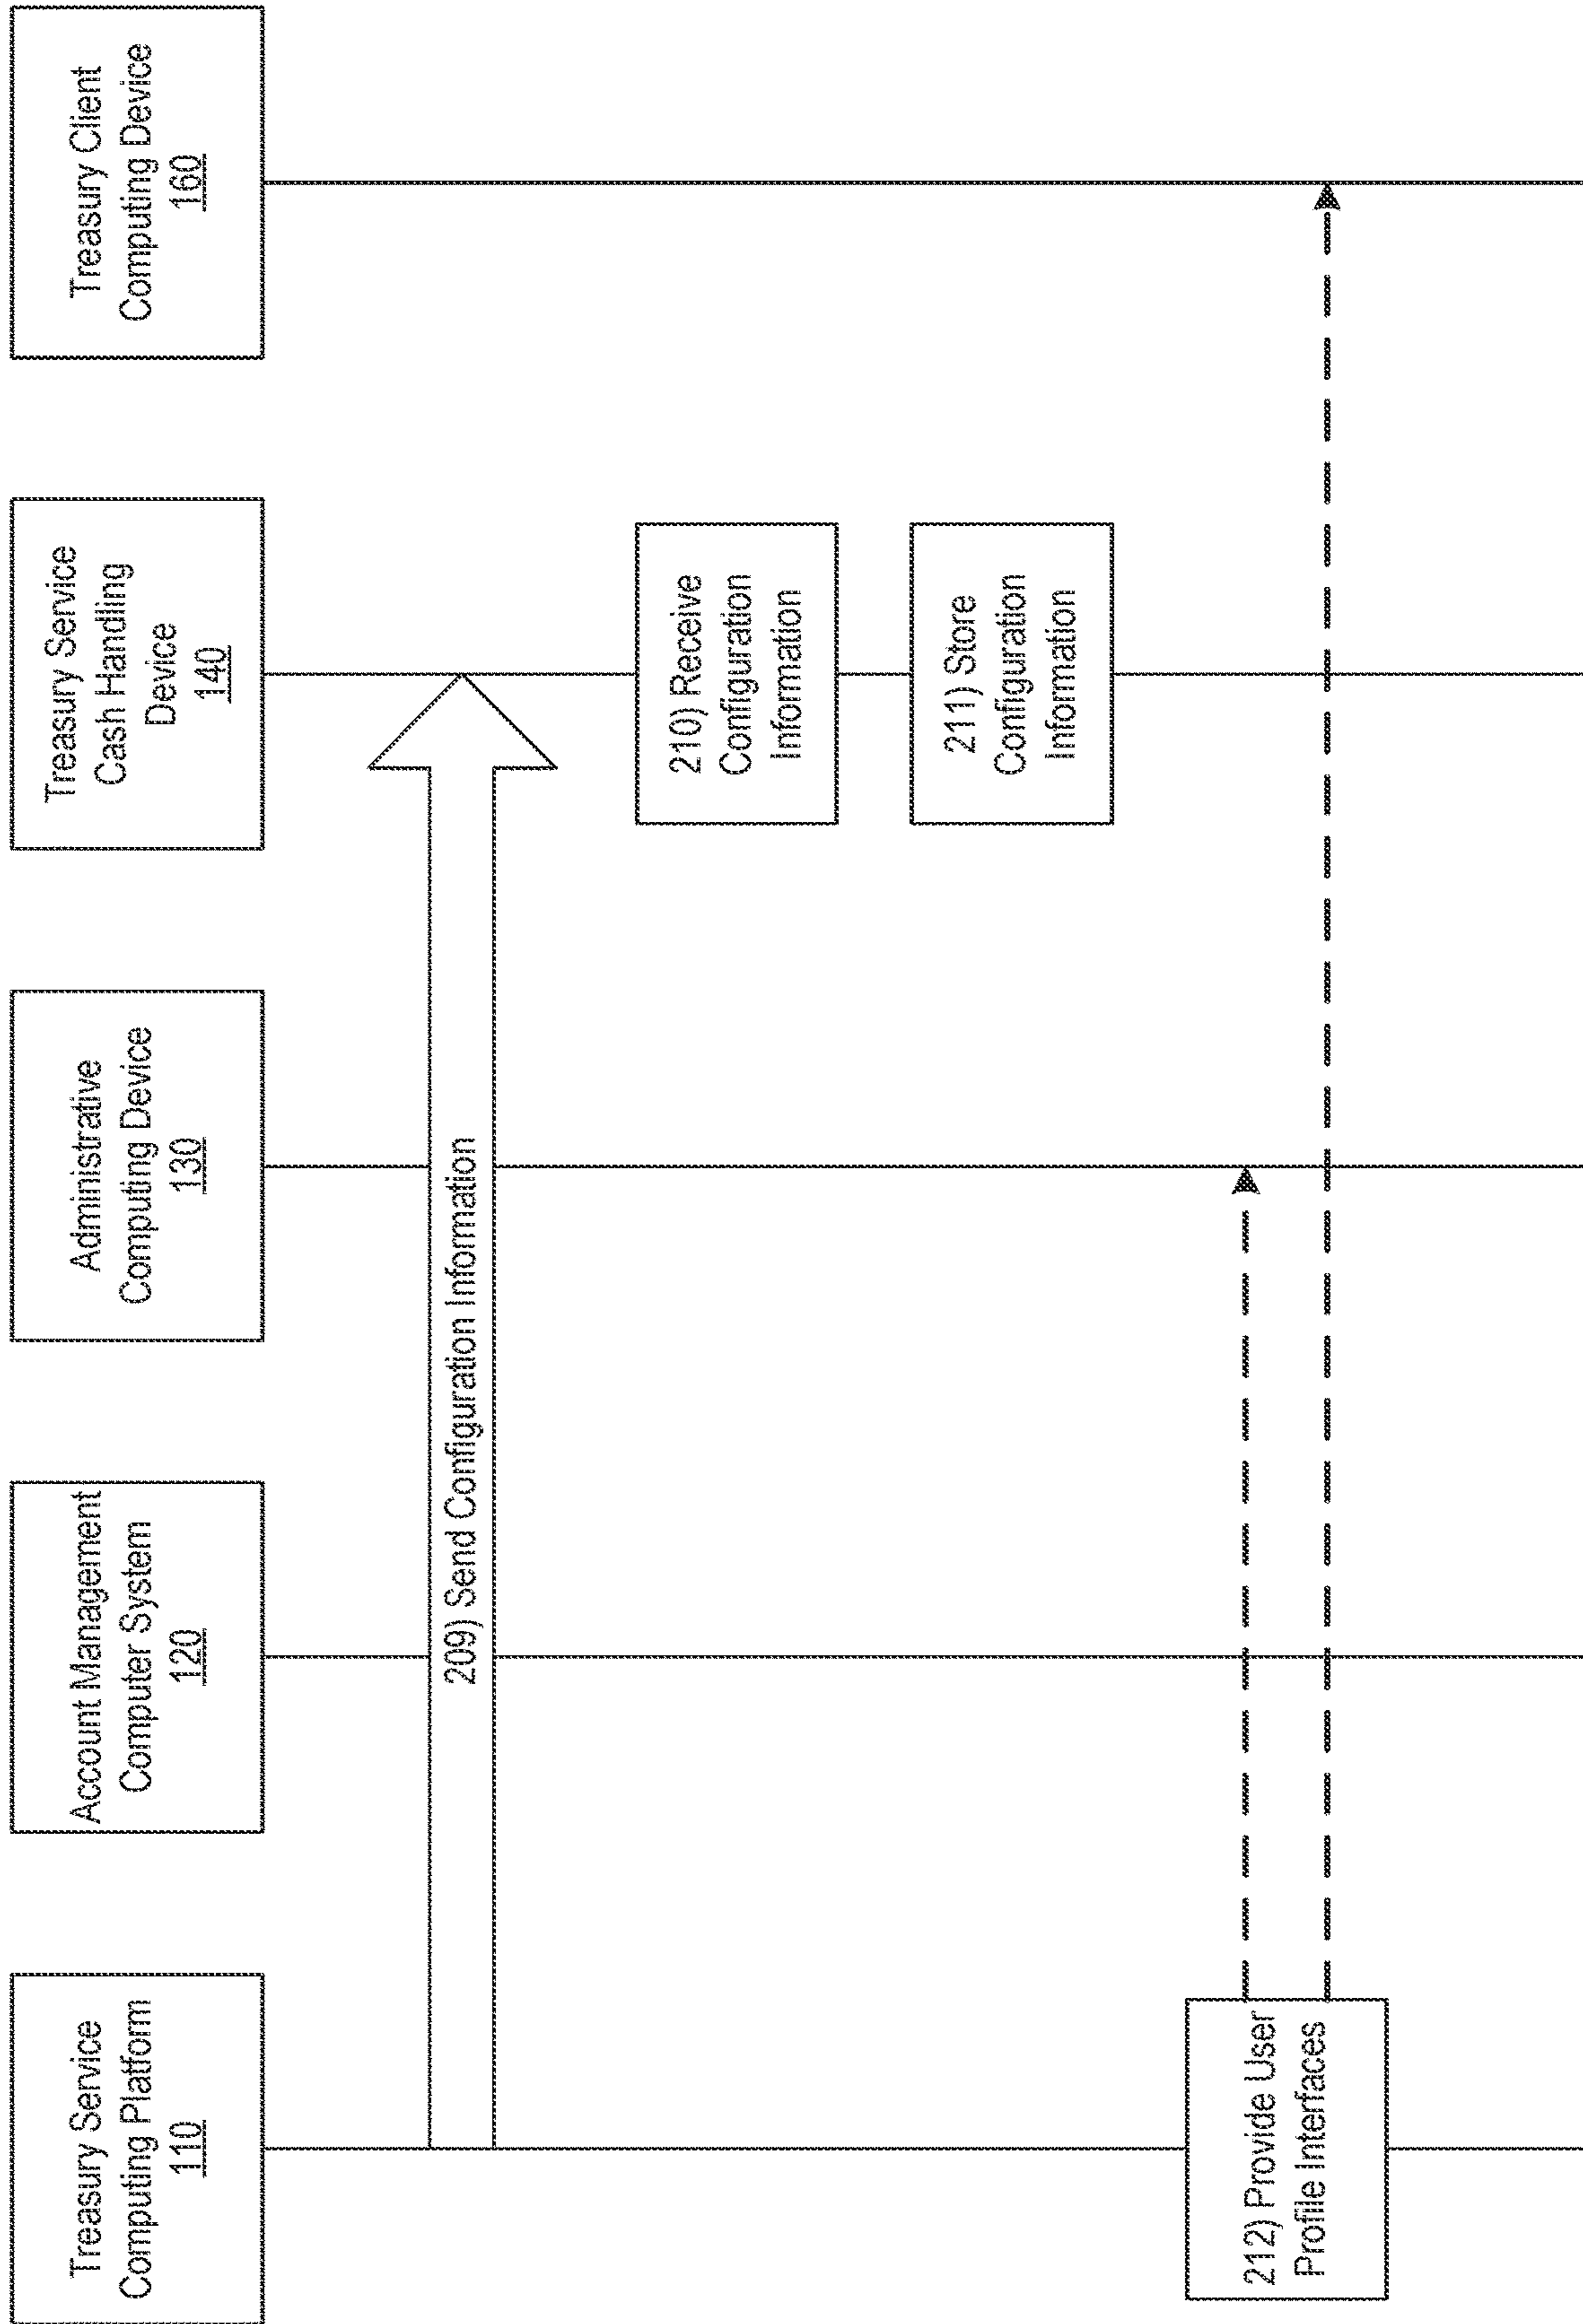 Treasury Service
Computing Platform
110
Account Management
Computer System
120
Administrative
Computing Device
130
Treasury Service
Cash Handling
Device
140
Treasury Client
Computing Device
160
209) Send Configuration Information
210) Receive
Configuration
Information
211) Store
Configuration
Information
212) Provide User
Profile Interfaces